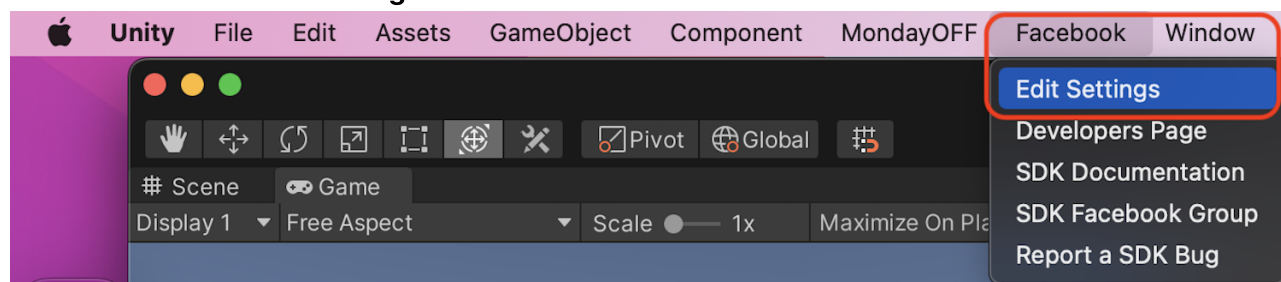 Unity File Edit Assets GameObject Component MondayOFF Facebook Window
Edit Settings
Pivot Global
Developers Page
# Scene Game
SDK Documentation
Display 1 Free Aspect Scale 1x Maximize On Pla
SDK Facebook Group
Report a SDK Bug